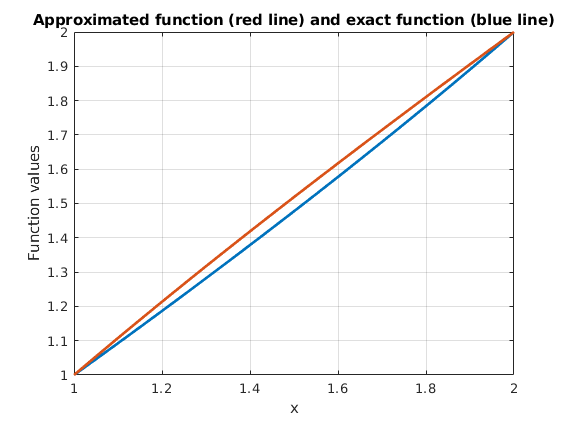 Approximated function (red line) and exact function (blue line)
Function values
2
1.9
1.8
1.7
1.6
1.5
1.4
1.3
1.2
1.1
1
1 1.2 1.4 1.6 1.8 2
x